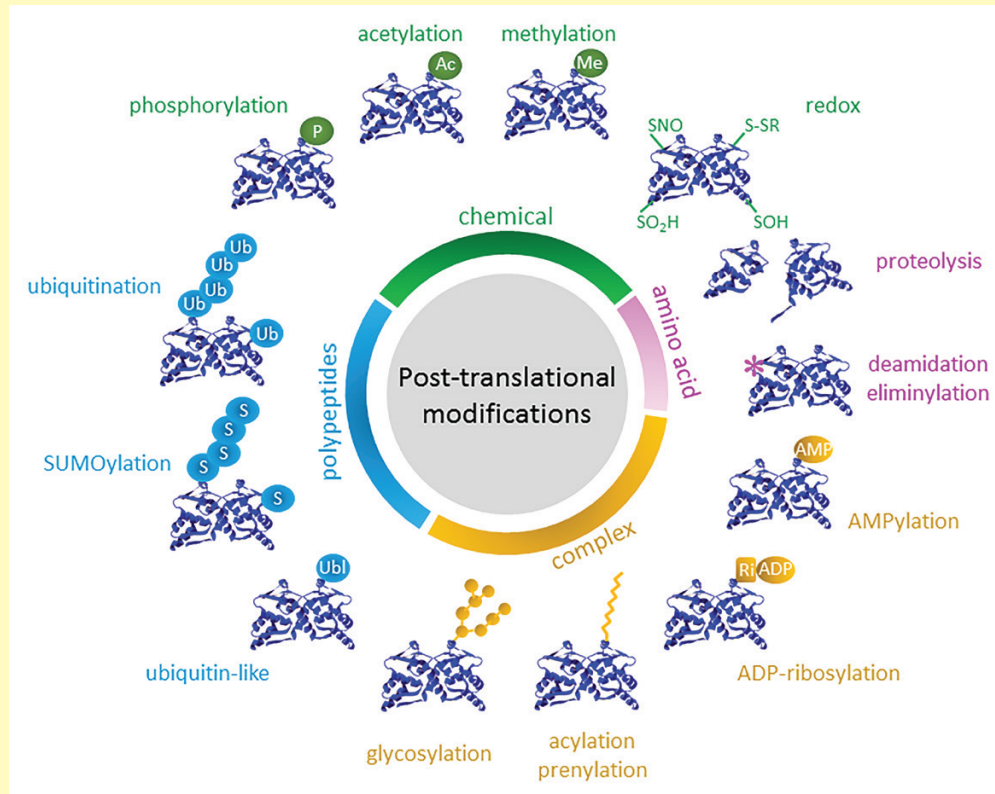 acetylation
methylation
Ac
Me
phosphorylation
P
redox
SNO
S-SR
SO₂H
SOH
chemical
proteolysis
amino acid
ubiquitination
Ub
Ub
Ub
Ub
Ub
Post-translational
modifications
polypeptides
deamidation
eliminylation
*
SUMOylation
S
S
S
S
S
AMP
AMPylation
complex
Ubl
ubiquitin-like
Ri
ADP
ADP-ribosylation
glycosylation
acylation
prenylation